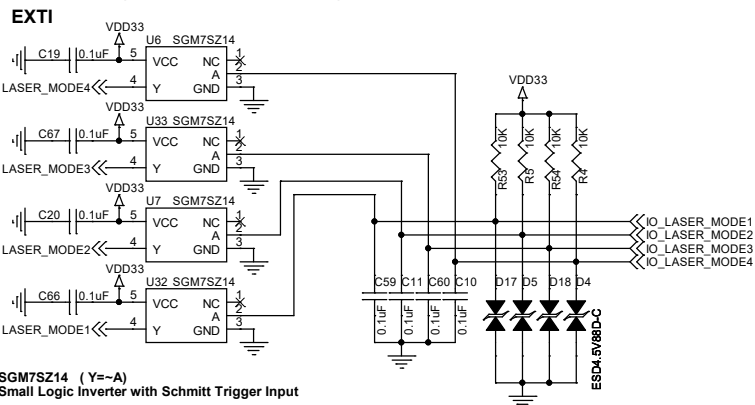 EXTI
VDD33
U6 SGM7SZ14
C19 0.1uF 5 VCC NC 1
A 2
LASER_MODE4 4 Y GND 3
VDD33
U33 SGM7SZ14
C67 0.1uF 5 VCC NC 1
A 2
LASER_MODE3 4 Y GND 3
VDD33
U7 SGM7SZ14
C20 0.1uF 5 VCC NC 1
A 2
LASER_MODE2 4 Y GND 3
VDD33
U32 SGM7SZ14
C66 0.1uF 5 VCC NC 1
A 2
LASER_MODE1 4 Y GND 3
VDD33
10K 10K 10K 10K
R53 R5 R54 R4
IO_LASER_MODE1
IO_LASER_MODE2
IO_LASER_MODE3
IO_LASER_MODE4
C59 C11 C60 C10
0.1uF 0.1uF 0.1uF 0.1uF
D17 D5 D18 D4
ESD4.5V88D-C
SGM7SZ14 ( Y=~A)
Small Logic Inverter with Schmitt Trigger Input